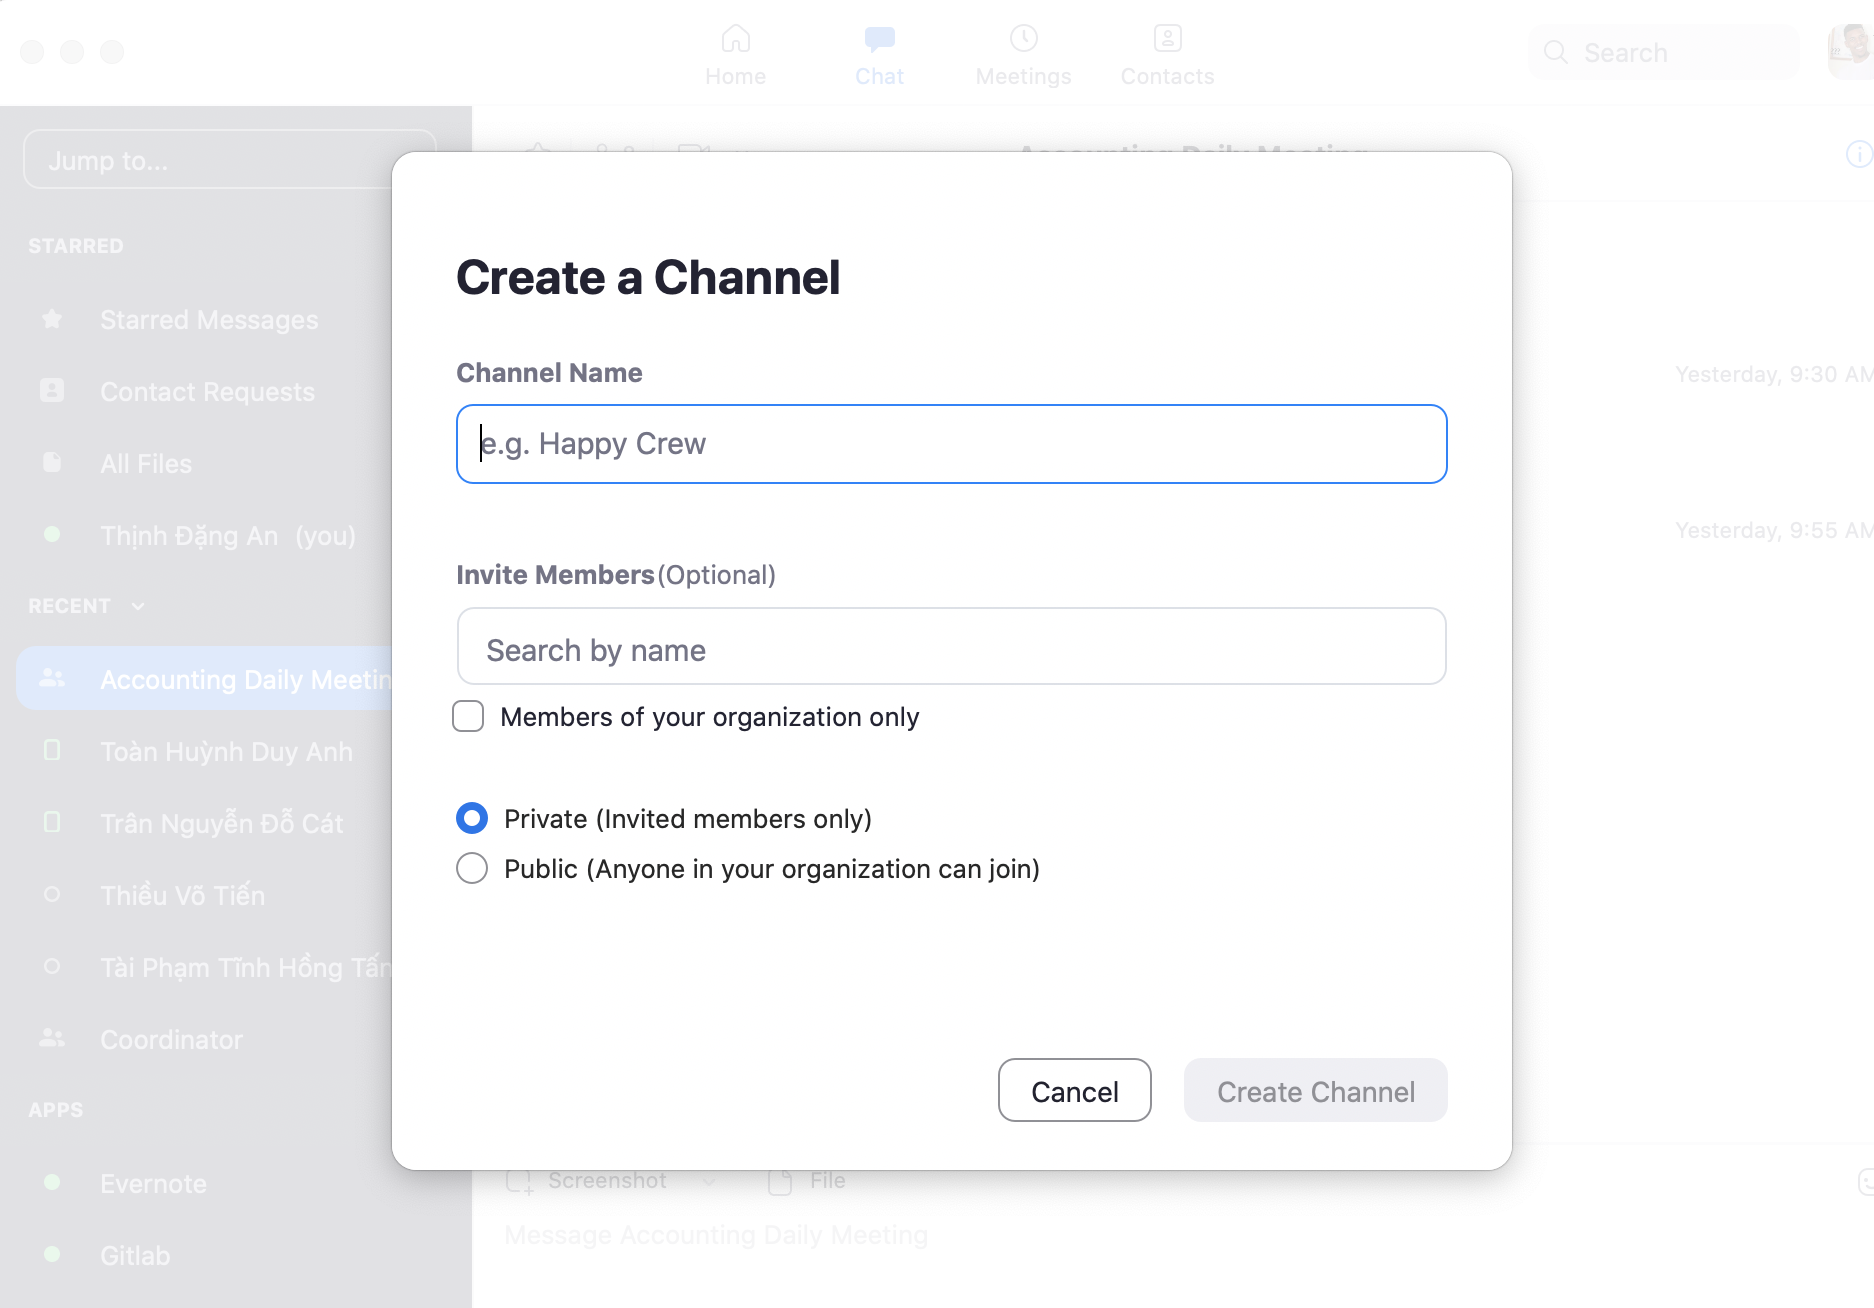 Home
Chat
Meetings
Contacts
Search
Jump to...
Accounting Daily Meeting
STARRED
Starred Messages
Contact Requests
All Files
Thịnh Đặng An (you)
RECENT
Accounting Daily Meetin
Toàn Huỳnh Duy Anh
Trân Nguyễn Đỗ Cát
Thiều Võ Tiến
Tài Phạm Tĩnh Hồng Tấn
Coordinator
APPS
Evernote
Gitlab
Create a Channel
Channel Name
e.g. Happy Crew
Invite Members(Optional)
Search by name
Members of your organization only
Private (Invited members only)
Public (Anyone in your organization can join)
Cancel
Create Channel
Yesterday, 9:30 AM
Yesterday, 9:55 AM
Screenshot
File
Message Accounting Daily Meeting